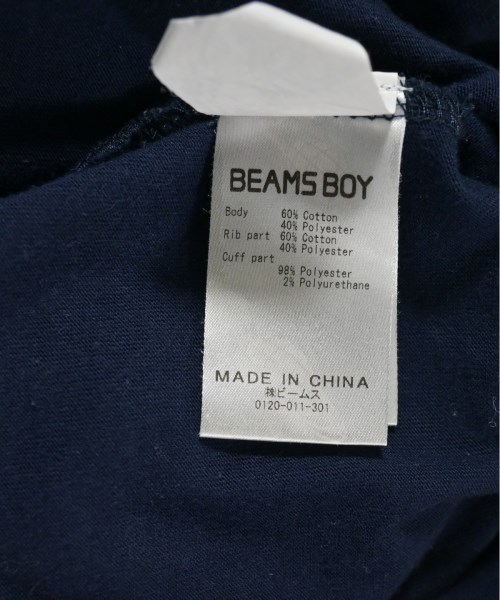 BEAMS BOY
Body 60% Cotton
40% Polyester
Rib part 60% Cotton
40% Polyester
Cuff part
98% Polyester
2% Polyurethane
MADE IN CHINA
㈱ビームス
0120-011-301